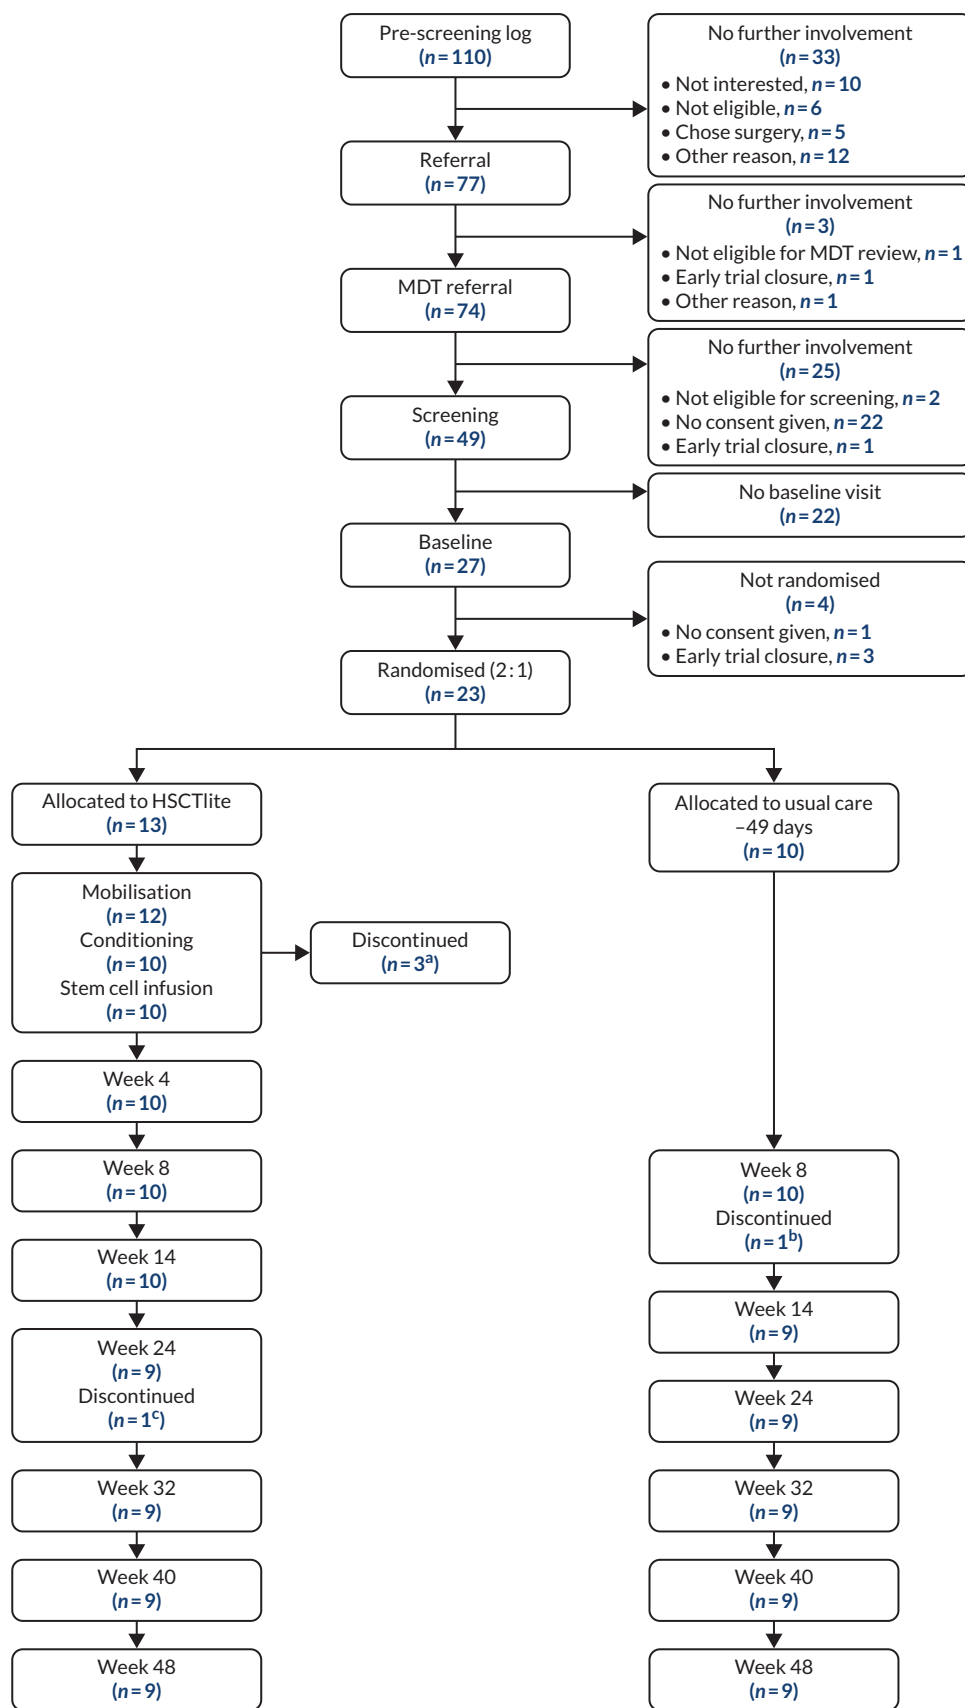 Pre-screening log
(n=110)
No further involvement
(n=33)
• Not interested, n=10
• Not eligible, n=6
• Chose surgery, n=5
• Other reason, n=12
Referral
(n=77)
No further involvement
(n=3)
• Not eligible for MDT review, n=1
• Early trial closure, n=1
• Other reason, n=1
MDT referral
(n=74)
No further involvement
(n=25)
• Not eligible for screening, n=2
• No consent given, n=22
• Early trial closure, n=1
Screening
(n=49)
No baseline visit
(n=22)
Baseline
(n=27)
Not randomised
(n=4)
• No consent given, n=1
• Early trial closure, n=3
Randomised (2:1)
(n=23)
Allocated to HSCTlite
(n=13)
Mobilisation
(n=12)
Conditioning
(n=10)
Stem cell infusion
(n=10)
Discontinued
(n=3a)
Week 4
(n=10)
Week 8
(n=10)
Week 14
(n=10)
Week 24
(n=9)
Discontinued
(n=1c)
Week 32
(n=9)
Week 40
(n=9)
Week 48
(n=9)
Allocated to usual care
–49 days
(n=10)
Week 8
(n=10)
Discontinued
(n=1b)
Week 14
(n=9)
Week 24
(n=9)
Week 32
(n=9)
Week 40
(n=9)
Week 48
(n=9)